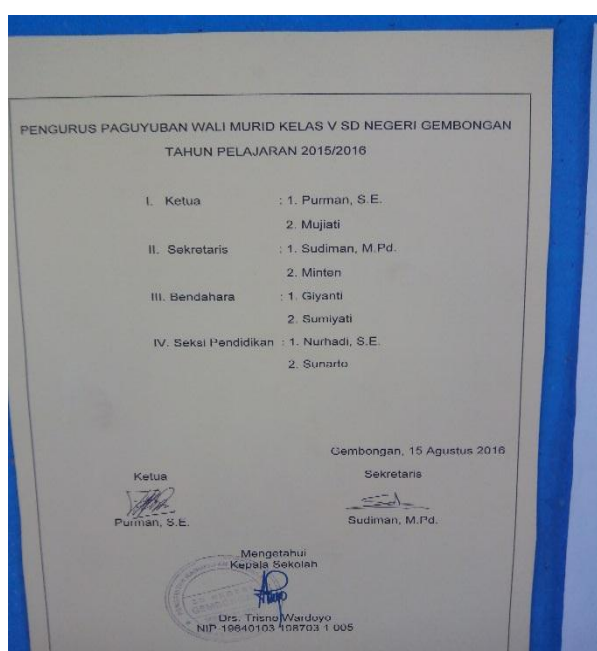 PENGURUS PAGUYUBAN WALI MURID KELAS V SD NEGERI GEMBONGAN
TAHUN PELAJARAN 2015/2016
I. Ketua : 1. Purman, S.E.
2. Mujiati
II. Sekretaris : 1. Sudiman, M.Pd.
2. Minten
III. Bendahara : 1. Giyanti
2. Sumiyati
IV. Seksi Pendidikan : 1. Nurhadi, S.E.
2. Sunarto
Gembongan, 15 Agustus 2016
Ketua Sekretaris
Purman, S.E. Sudiman, M.Pd.
Mengetahui
Kepala Sekolah
Drs. Trisno Wardoyo
NIP 19640103 198703 1 005